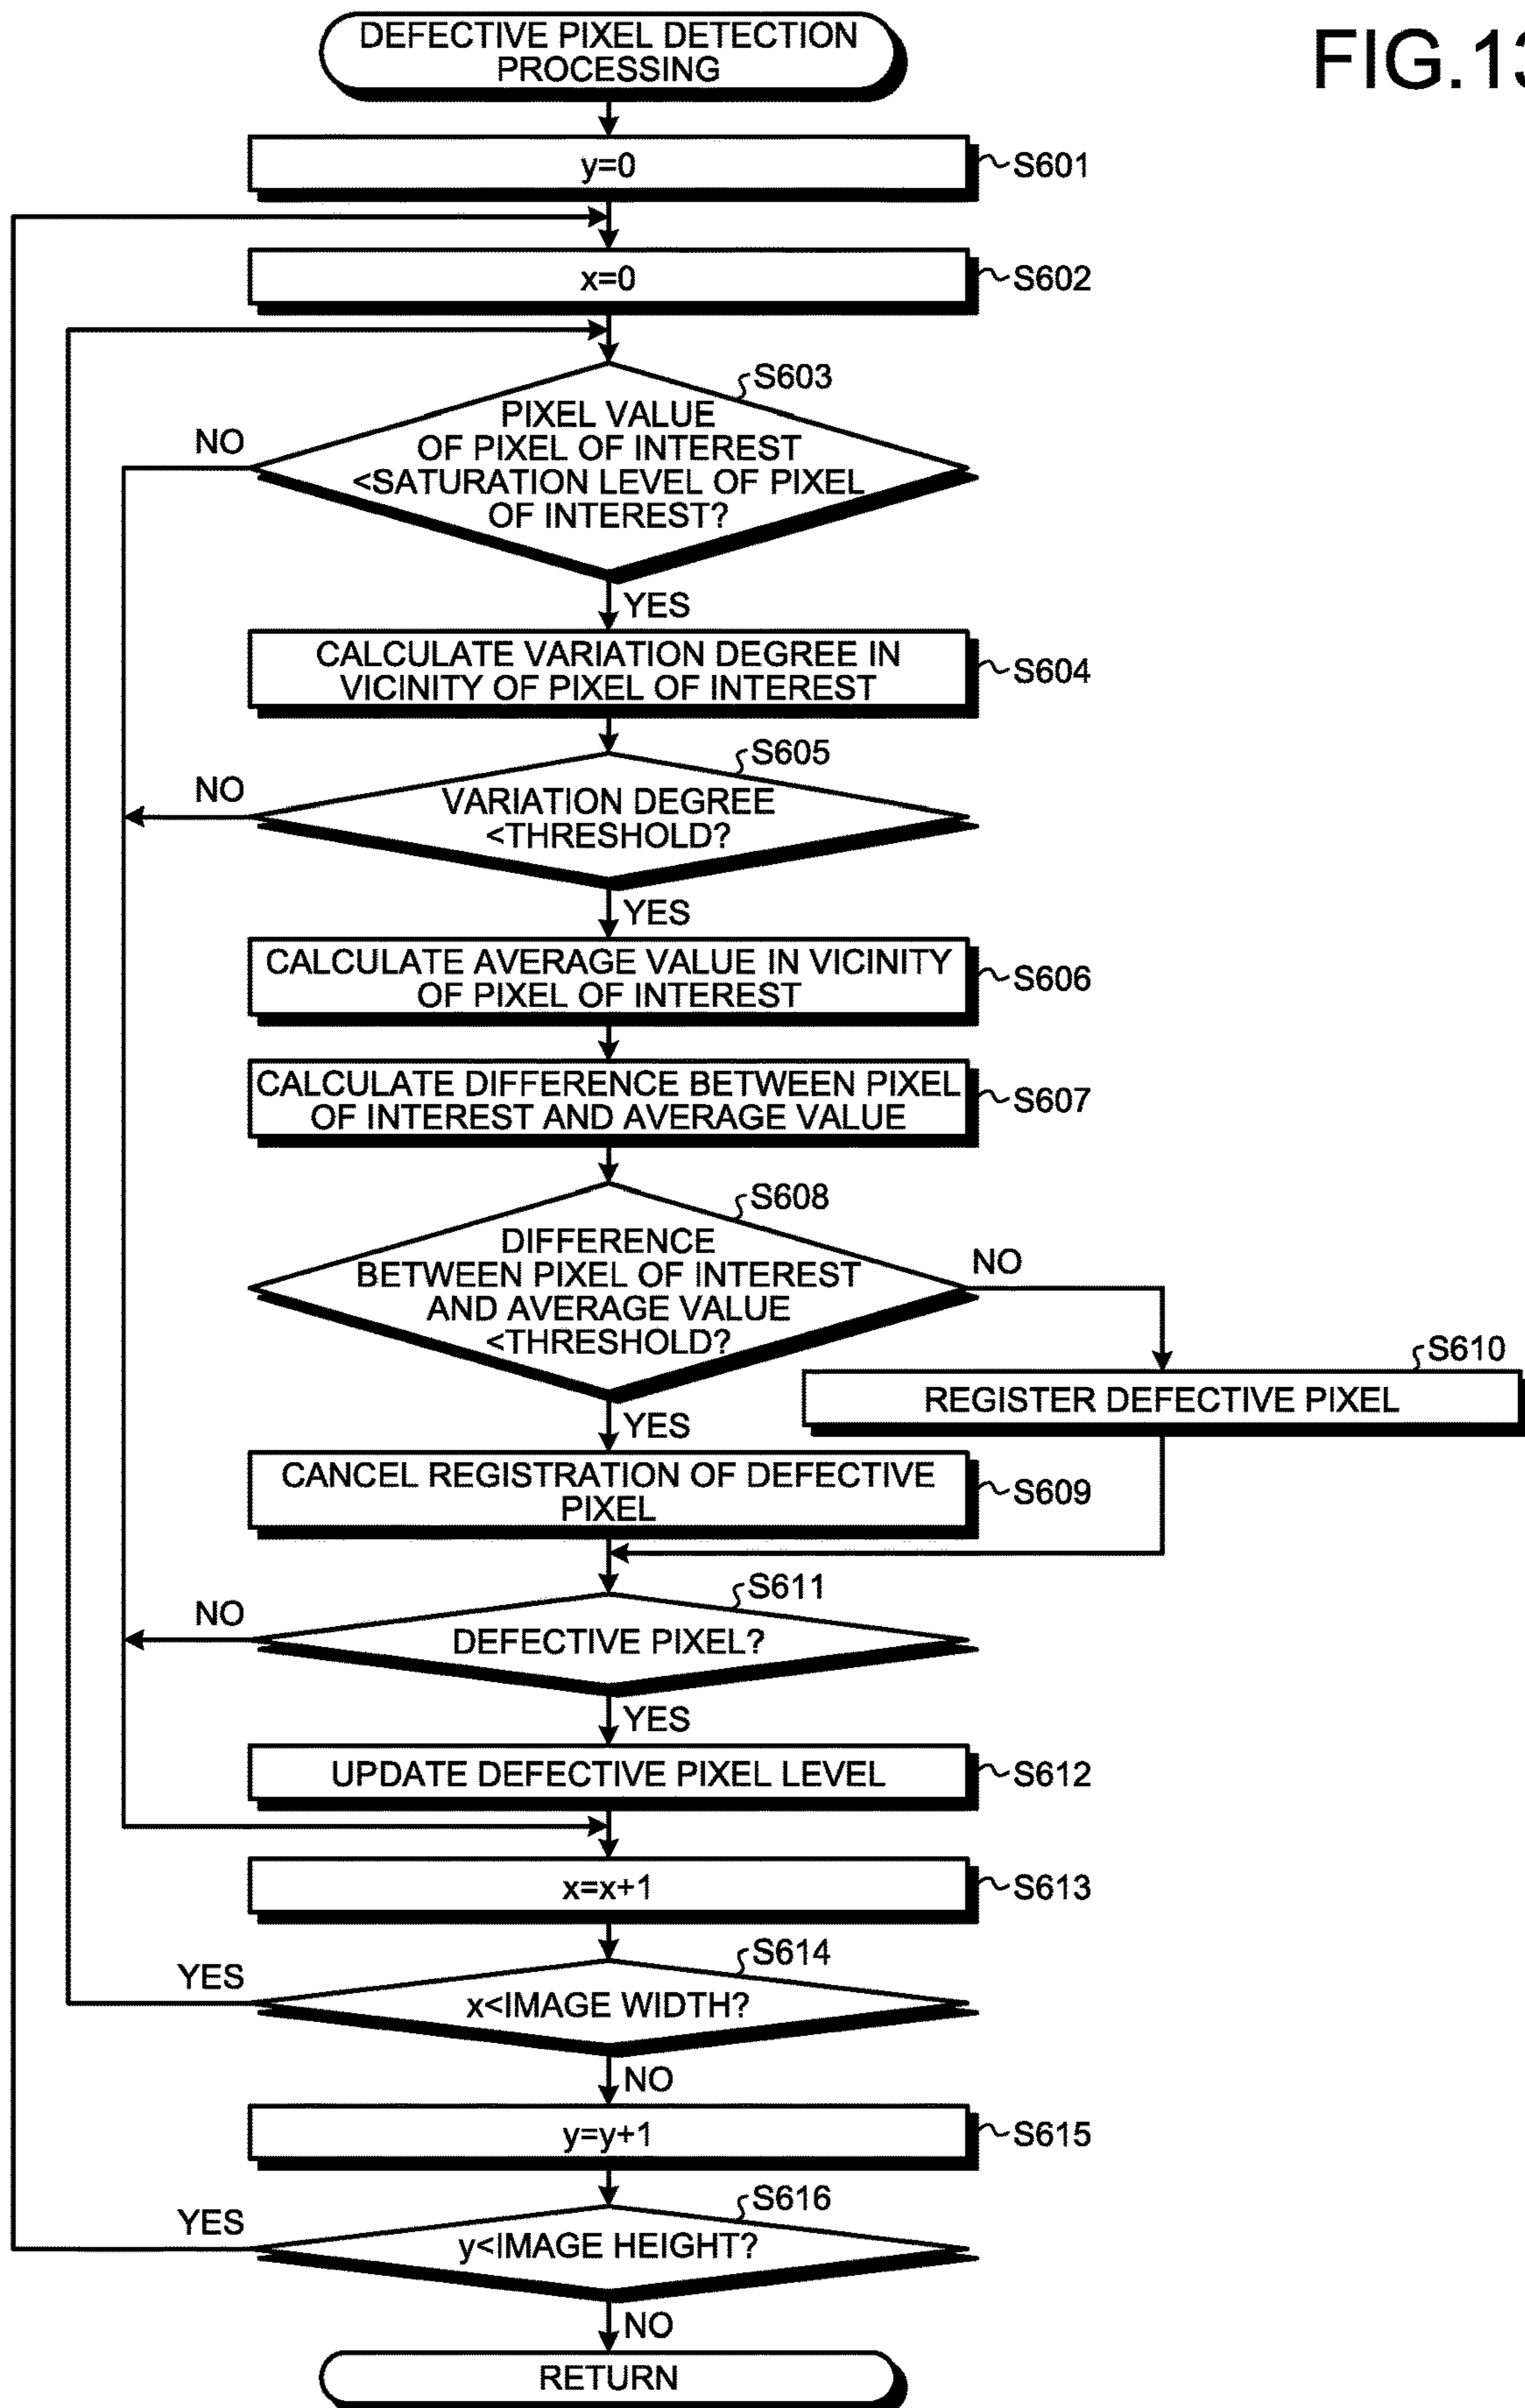 DEFECTIVE PIXEL DETECTION
PROCESSING
FIG.13
y=0
S601
x=0
S602
S603
PIXEL VALUE
OF PIXEL OF INTEREST
<SATURATION LEVEL OF PIXEL
OF INTEREST?
NO
YES
CALCULATE VARIATION DEGREE IN
VICINITY OF PIXEL OF INTEREST
S604
S605
NO
VARIATION DEGREE
<THRESHOLD?
YES
CALCULATE AVERAGE VALUE IN VICINITY
OF PIXEL OF INTEREST
S606
CALCULATE DIFFERENCE BETWEEN PIXEL
OF INTEREST AND AVERAGE VALUE
S607
S608
DIFFERENCE
BETWEEN PIXEL OF INTEREST
AND AVERAGE VALUE
<THRESHOLD?
NO
S610
REGISTER DEFECTIVE PIXEL
YES
CANCEL REGISTRATION OF DEFECTIVE
PIXEL
S609
S611
NO
DEFECTIVE PIXEL?
YES
UPDATE DEFECTIVE PIXEL LEVEL
S612
x=x+1
S613
S614
YES
x<IMAGE WIDTH?
NO
y=y+1
S615
S616
YES
y<IMAGE HEIGHT?
NO
RETURN